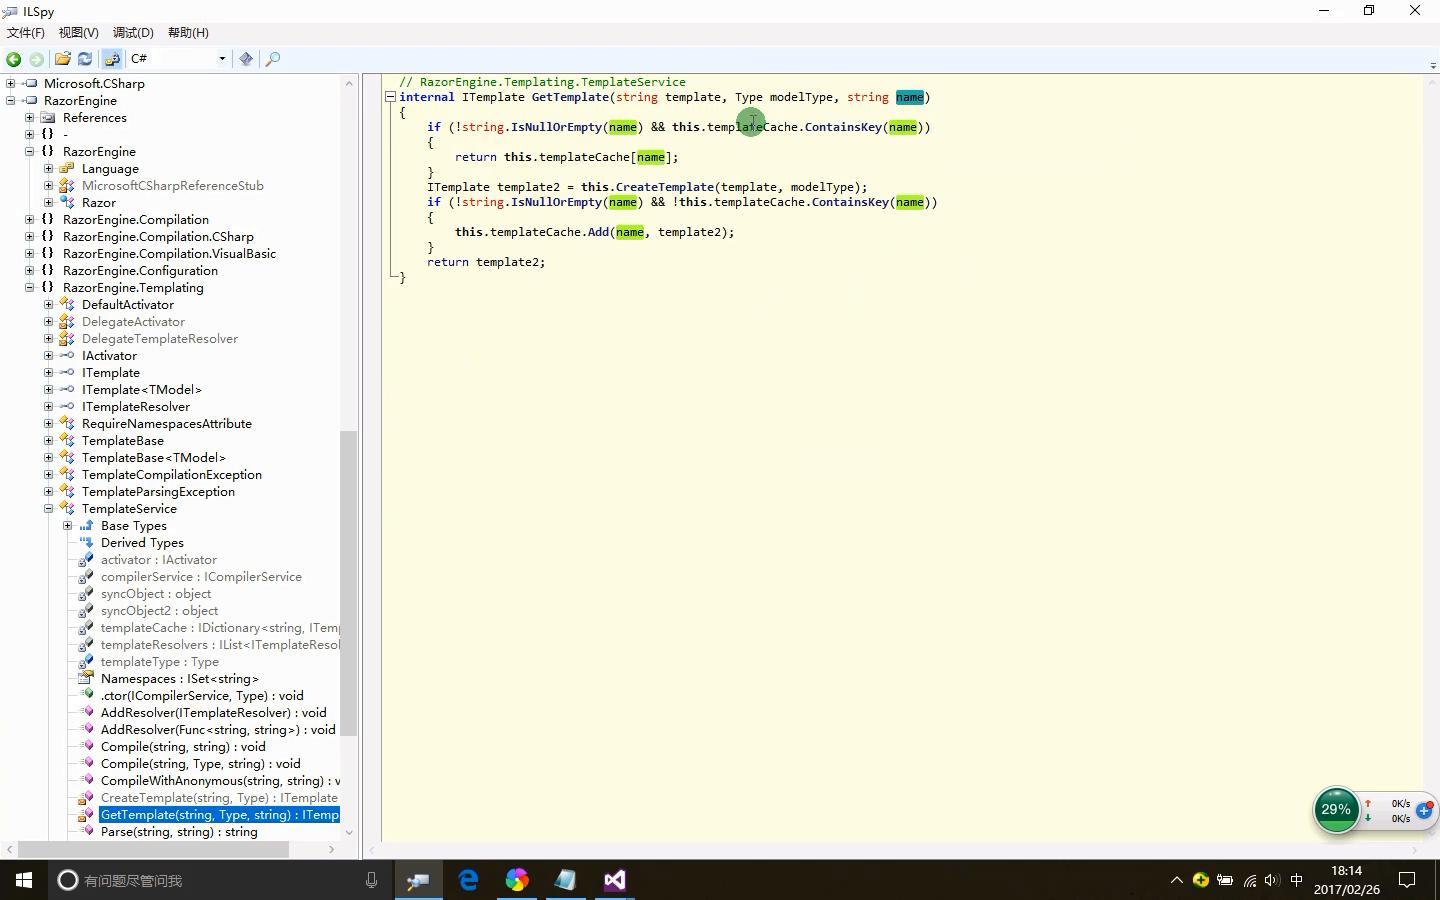 ILSpy
文件(F) 视图(V) 调试(D) 帮助(H)
C#
Microsoft.CSharp
RazorEngine
References
-
RazorEngine
Language
MicrosoftCSharpReferenceStub
Razor
RazorEngine.Compilation
RazorEngine.Compilation.CSharp
RazorEngine.Compilation.VisualBasic
RazorEngine.Configuration
RazorEngine.Templating
DefaultActivator
DelegateActivator
DelegateTemplateResolver
IActivator
ITemplate
ITemplate<TModel>
ITemplateResolver
RequireNamespacesAttribute
TemplateBase
TemplateBase<TModel>
TemplateCompilationException
TemplateParsingException
TemplateService
Base Types
Derived Types
activator : IActivator
compilerService : ICompilerService
syncObject : object
syncObject2 : object
templateCache : IDictionary<string, ITemp
templateResolvers : IList<ITemplateResol
templateType : Type
Namespaces : ISet<string>
.ctor(ICompilerService, Type) : void
AddResolver(ITemplateResolver) : void
AddResolver(Func<string, string>) : void
Compile(string, string) : void
Compile(string, Type, string) : void
CompileWithAnonymous(string, string) : v
CreateTemplate(string, Type) : ITemplate
GetTemplate(string, Type, string) : ITemp
Parse(string, string) : string
// RazorEngine.Templating.TemplateService
internal ITemplate GetTemplate(string template, Type modelType, string name)
{
if (!string.IsNullOrEmpty(name) && this.templateCache.ContainsKey(name))
{
return this.templateCache[name];
}
ITemplate template2 = this.CreateTemplate(template, modelType);
if (!string.IsNullOrEmpty(name) && !this.templateCache.ContainsKey(name))
{
this.templateCache.Add(name, template2);
}
return template2;
}
29%
0K/s
0K/s
有问题尽管问我
中
18:14
2017/02/26